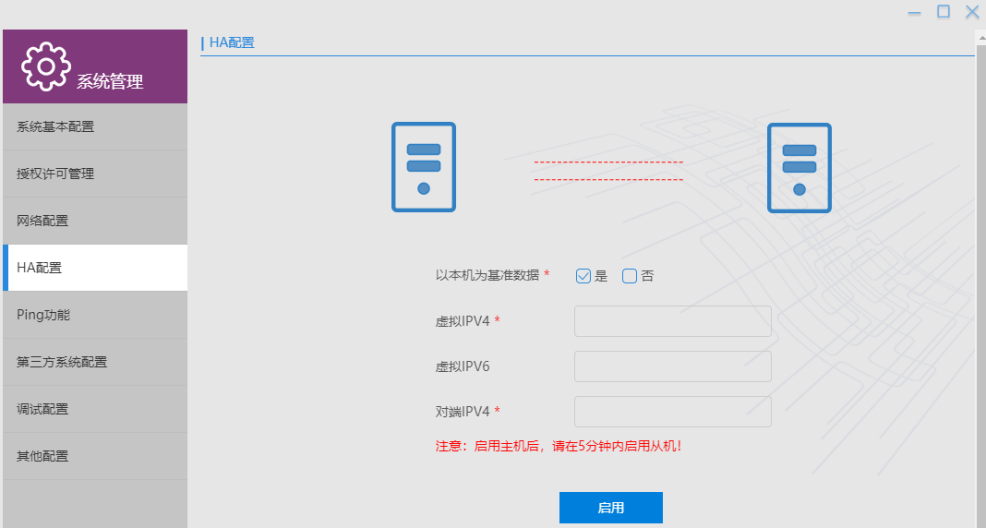 HA配置
系统管理
系统基本配置
授权许可管理
网络配置
HA配置
Ping功能
第三方系统配置
调试配置
其他配置
以本机为基准数据 * 是 否
虚拟IPV4 *
虚拟IPV6
对端IPV4 *
注意：启用主机后，请在5分钟内启用从机！
启用